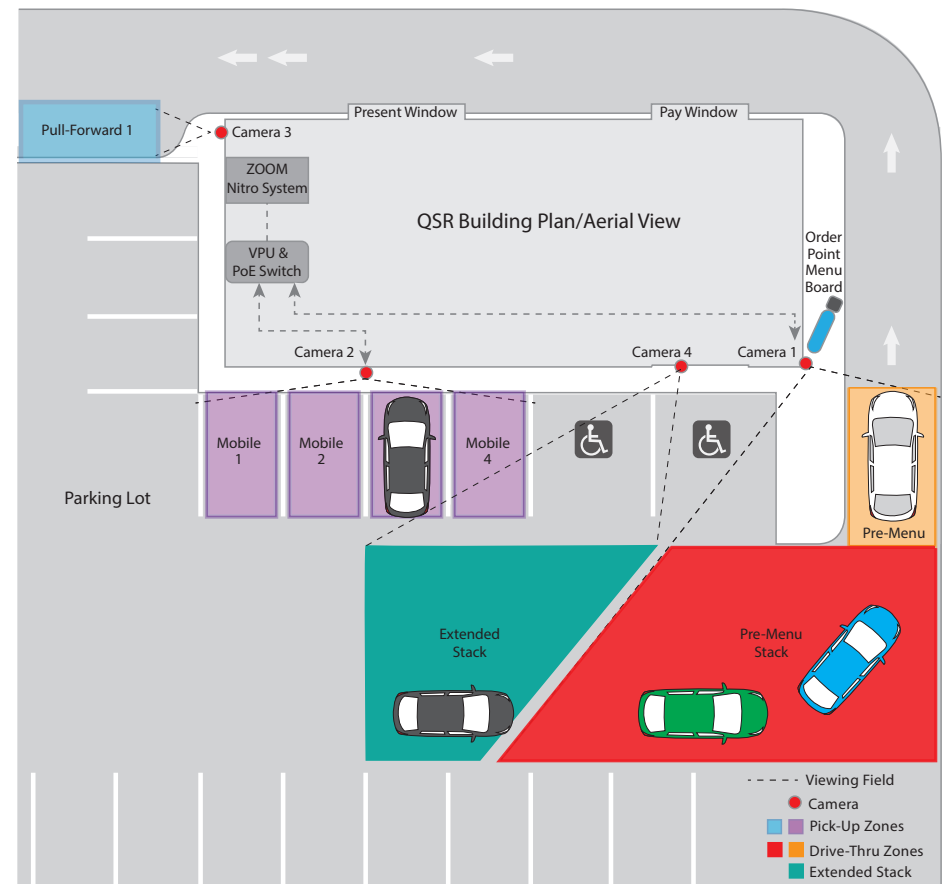 Present Window
Pay Window
Pull-Forward 1
Camera 3
ZOOM
Nitro System
QSR Building Plan/Aerial View
VPU &
PoE Switch
Order
Point
Menu
Board
Camera 2
Camera 4
Camera 1
Mobile
1
Mobile
2
Mobile
4
Parking Lot
Pre-Menu
Extended
Stack
Pre-Menu
Stack
Viewing Field
Camera
Pick-Up Zones
Drive-Thru Zones
Extended Stack